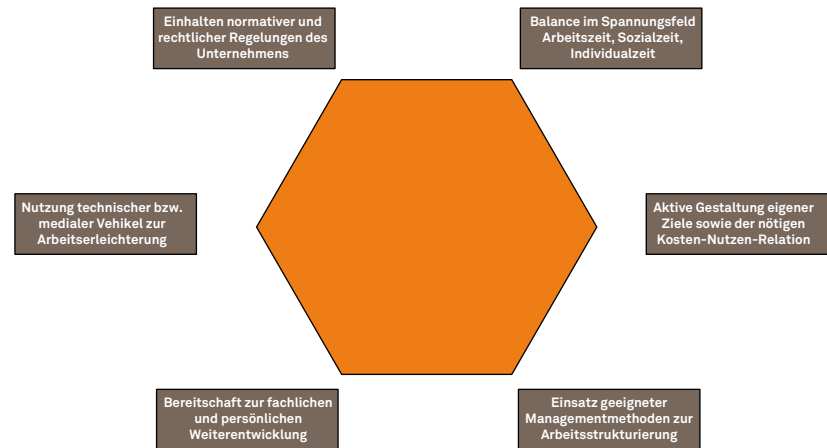 Einhalten normativer und
rechtlicher Regelungen des
Unternehmens
Balance im Spannungsfeld
Arbeitszeit, Sozialzeit,
Individualzeit
Nutzung technischer bzw.
medialer Vehikel zur
Arbeitserleichterung
Aktive Gestaltung eigener
Ziele sowie der nötigen
Kosten-Nutzen-Relation
Bereitschaft zur fachlichen
und persönlichen
Weiterentwicklung
Einsatz geeigneter
Managementmethoden zur
Arbeitsstrukturierung